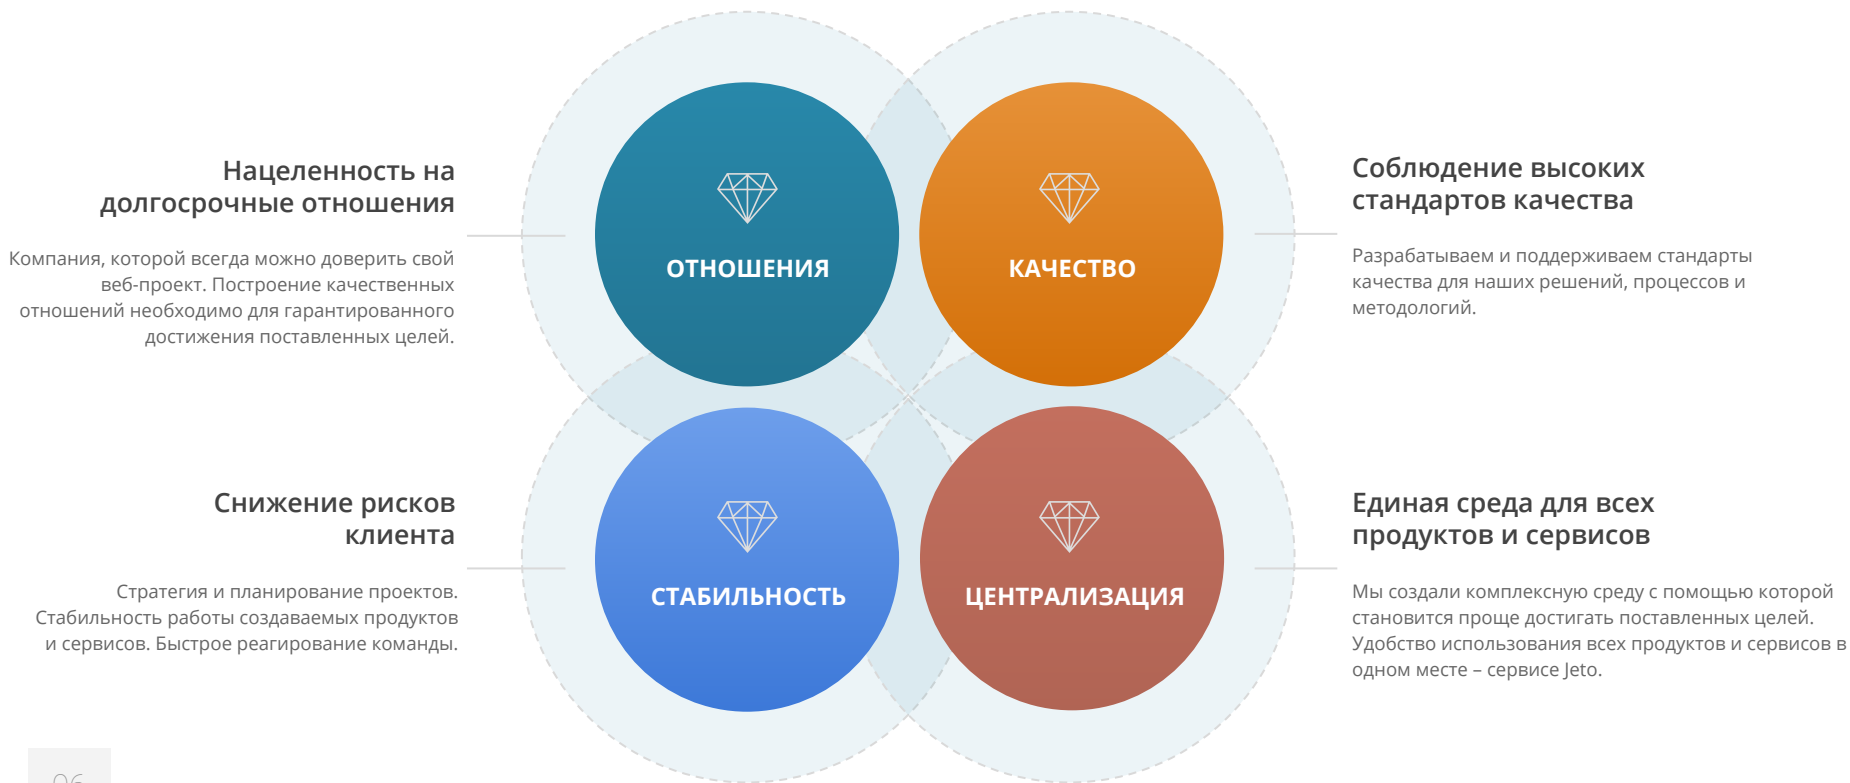 Нацеленность на
долгосрочные отношения
Компания, которой всегда можно доверить свой
веб-проект. Построение качественных
отношений необходимо для гарантированного
достижения поставленных целей.
ОТНОШЕНИЯ
КАЧЕСТВО
Соблюдение высоких
стандартов качества
Разрабатываем и поддерживаем стандарты
качества для наших решений, процессов и
методологий.
Снижение рисков
клиента
Стратегия и планирование проектов.
Стабильность работы создаваемых продуктов
и сервисов. Быстрое реагирование команды.
СТАБИЛЬНОСТЬ
ЦЕНТРАЛИЗАЦИЯ
Единая среда для всех
продуктов и сервисов
Мы создали комплексную среду с помощью которой
становится проще достигать поставленных целей.
Удобство использования всех продуктов и сервисов в
одном месте – сервисе Jeto.
06